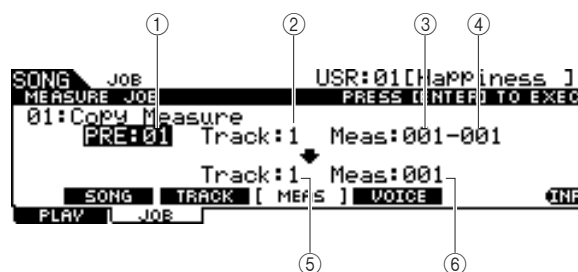 ① ② ③ ④
SONG JOB USR:01[Happiness ]
MEASURE JOB PRESS [ENTER] TO EXEC
01:Copy Measure
PRE:01 Track:1 Meas:001-001
Track:1 Meas:001
SONG TRACK [ MEAS ] VOICE INP
PLAY JOB
⑤ ⑥